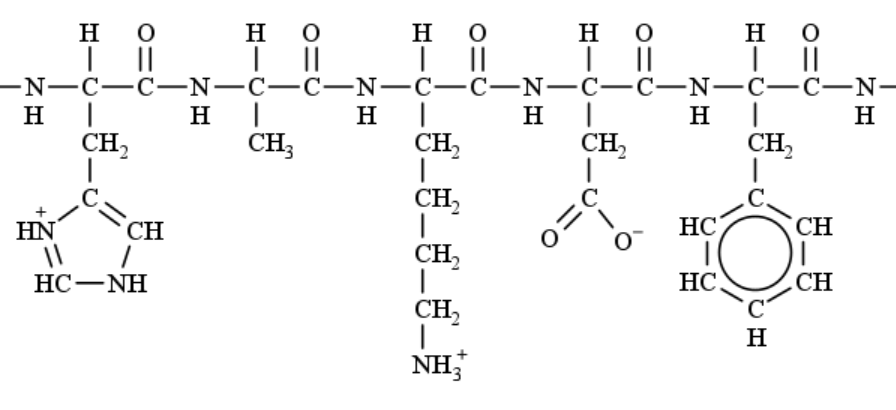 H O H O H O H O H O
N C C N C C N C C N C C N C C N
H H H H H H
CH₂ CH₃ CH₂ CH₂ CH₂
C CH₂ C C
HN⁺ CH O O⁻ HC CH
CH₂
HC NH HC CH
CH₂ C
H
NH₃⁺